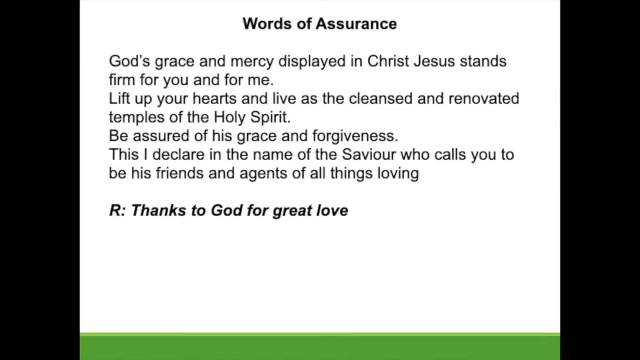 Words of Assurance
God's grace and mercy displayed in Christ Jesus stands
firm for you and for me.
Lift up your hearts and live as the cleansed and renovated
temples of the Holy Spirit.
Be assured of his grace and forgiveness.
This I declare in the name of the Saviour who calls you to
be his friends and agents of all things loving
R: Thanks to God for great love